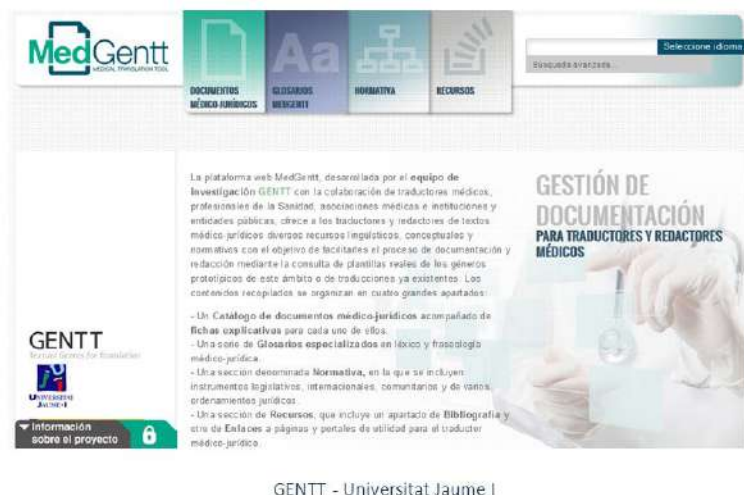 MedGentt
MEDICAL TRANSLATION TOOL
DOCUMENTOS
MÉDICO-JURÍDICOS
Aa
GLOSARIOS
MEDGENTT
NORMATIVA
RECURSOS
Seleccione idioma
Búsqueda avanzada...
La plataforma web MedGentt, desarrollada por el equipo de
investigación GENTT con la colaboración de traductores médicos,
profesionales de la Sanidad, asociaciones médicas e instituciones y
entidades públicas, ofrece a los traductores y redactores de textos
médico-jurídicos diversos recursos lingüísticos, conceptuales y
normativos con el objetivo de facilitarles el proceso de documentación y
redacción mediante la consulta de plantillas reales de los géneros
prototípicos de este ámbito o de traducciones ya existentes. Los
contenidos recopilados se organizan en cuatro grandes apartados:
- Un Catálogo de documentos médico-jurídicos acompañado de
fichas explicativas para cada uno de ellos.
- Una serie de Glosarios especializados en léxico y fraseología
médico-jurídica.
- Una sección denominada Normativa, en la que se incluyen
instrumentos legislativos, internacionales, comunitarios y de varios
ordenamientos jurídicos.
- Una sección de Recursos, que incluye un apartado de Bibliografía y
otro de Enlaces a páginas y portales de utilidad para el traductor
médico-jurídico.
GESTIÓN DE
DOCUMENTACIÓN
PARA TRADUCTORES Y REDACTORES
MÉDICOS
GENTT
Textual Genres for Translation
UNIVERSITAT
JAUME I
Información
sobre el proyecto
GENTT - Universitat Jaume I